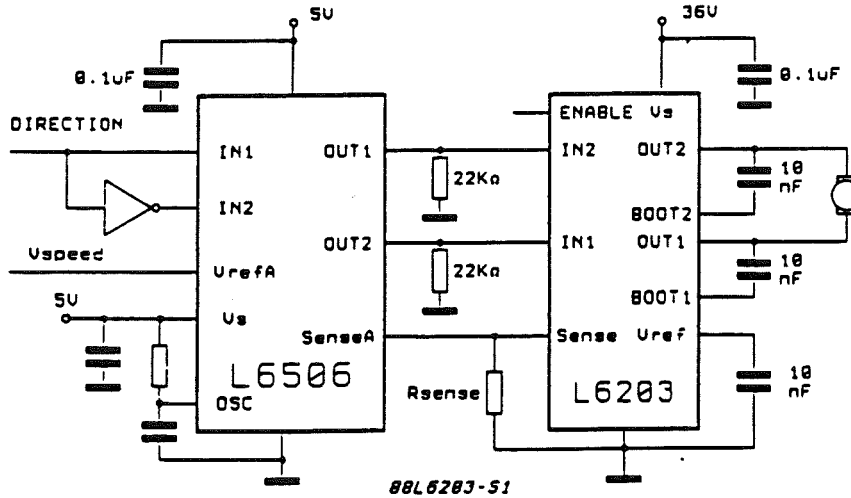 5V
36V
0.1uF
0.1uF
DIRECTION
ENABLE Vs
IN1
OUT1
IN2
OUT2
22KΩ
10
nF
IN2
BOOT2
OUT2
IN1
OUT1
Vspeed
VrefA
22KΩ
10
nF
5V
BOOT1
Vs
SenseA
Sense
Vref
L6506
Rsense
L6203
10
nF
OSC
88L6203-S1